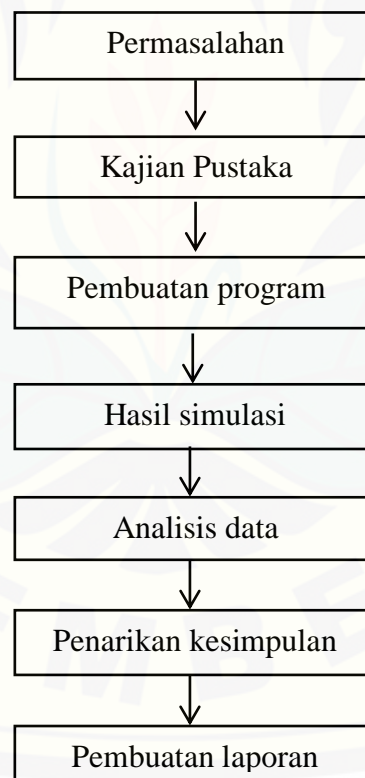 Permasalahan
Kajian Pustaka
Pembuatan program
Hasil simulasi
Analisis data
Penarikan kesimpulan
Pembuatan laporan